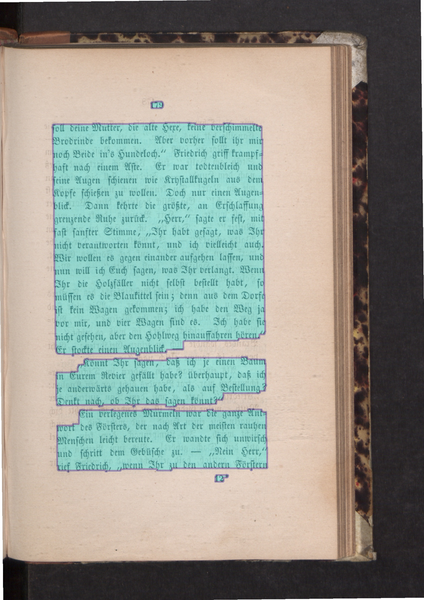 soll deine Mutter, die alte Hexe, keine verschimmelte
Brodrinde bekommen. Aber vorher sollt ihr mir
noch Beide in's Hundeloch.“ Friedrich griff krampf-
haft nach einem Aste. Er war todtenbleich und
seine Augen schienen wie Krystallkugeln aus dem
Kopfe schießen zu wollen. Doch nur einen Augen-
blick. Dann kehrte die größte, an Erschlaffung
grenzende Ruhe zurück. „Herr,“ sagte er fest, mit
fast sanfter Stimme, „Ihr habt gesagt, was Ihr
nicht verantworten könnt, und ich vielleicht auch.
Wir wollen es gegen einander aufgehen lassen, und
nun will ich Euch sagen, was Ihr verlangt. Wenn
Ihr die Holzfäller nicht selbst bestellt habt, so
müssen es die Blaukittel sein; denn aus dem Dorfe
ist kein Wagen gekommen; ich habe den Weg ja
vor mir, und vier Wagen sind es. Ich habe sie
nicht gesehen, aber den Hohlweg hinauffahren hören.“
Er stockte einen Augenblick.
„Könnt Ihr sagen, daß ich je einen Baum
in Eurem Revier gefällt habe? überhaupt, daß ich
je anderwärts gehauen habe, als auf Bestellung?
Denkt nach, ob Ihr das sagen könnt.“
Ein verlegenes Murmeln war die ganze Ant-
wort des Försters, der nach Art der meisten rauhen
Menschen leicht bereute. Er wandte sich unwirsch
und schritt dem Gebüsche zu. — „Nein Herr,“
rief Friedrich, „wenn Ihr zu den andern Förstern